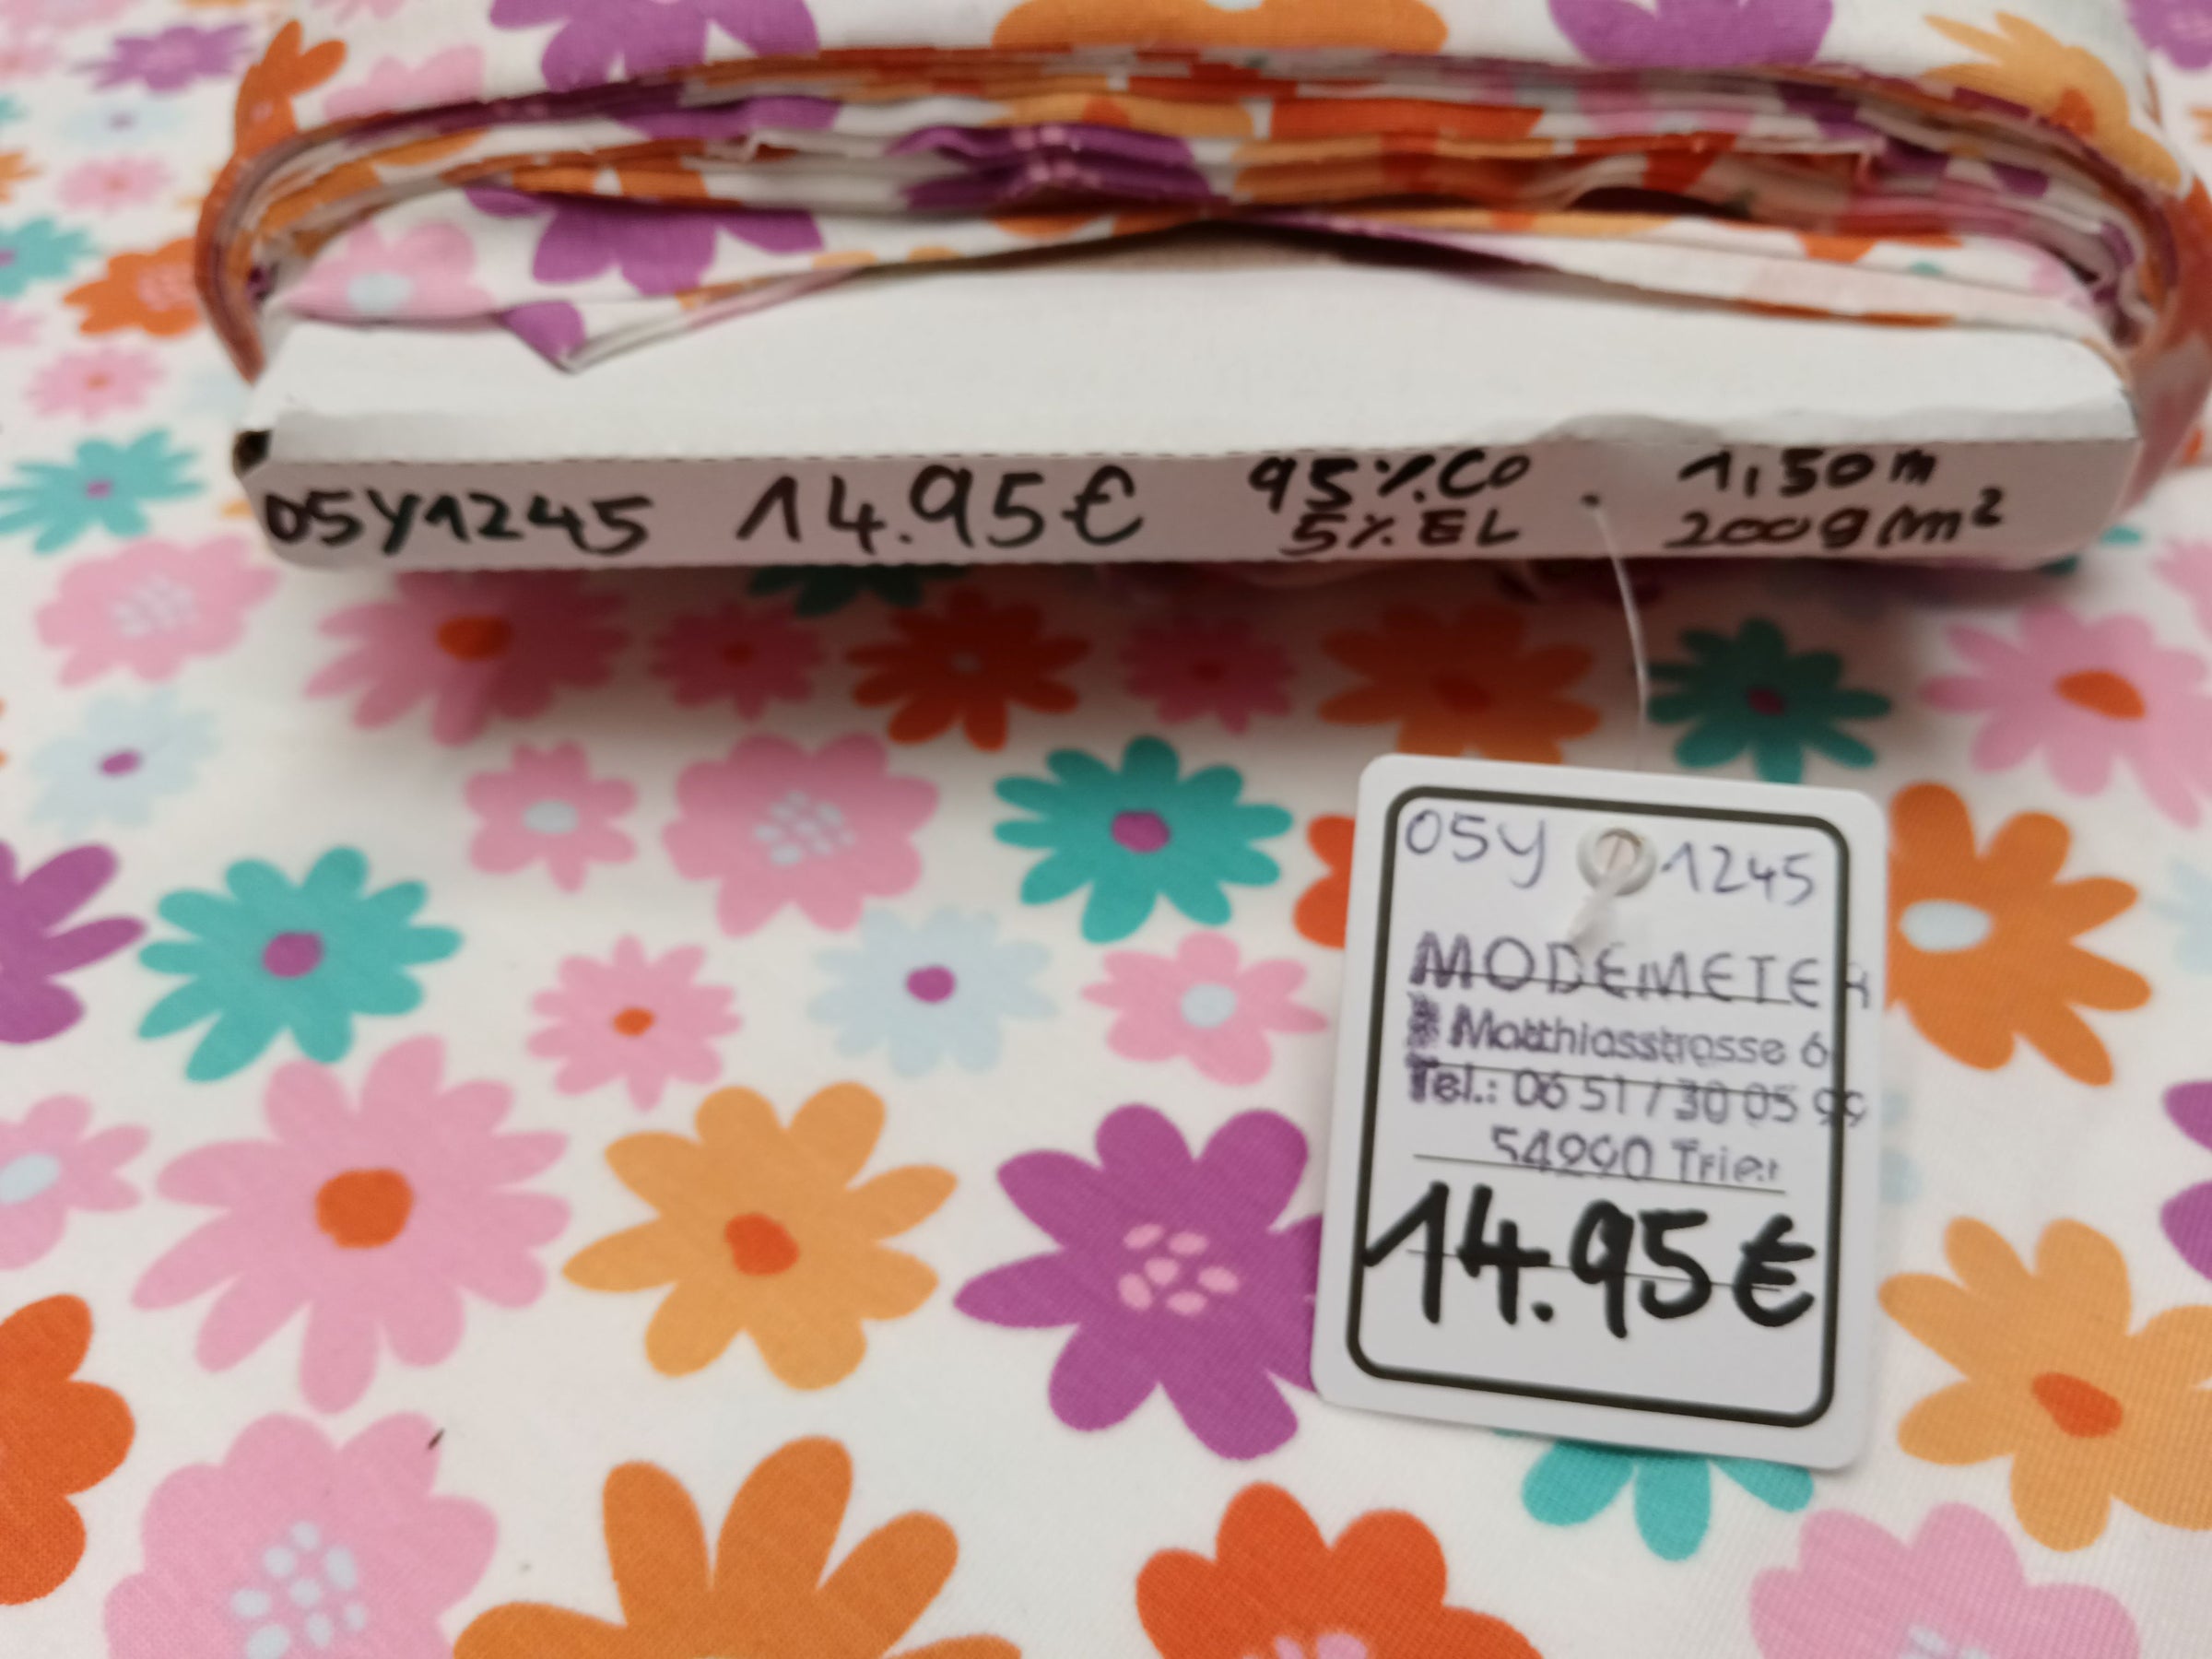 05Y1245 14.95€ 95%CO 1,50m
5%EL 200g/m²
05Y 1245
MODEMETER
Matthiasstrasse 6
Tel.: 06 51 / 30 05 99
54290 Trier
14.95€